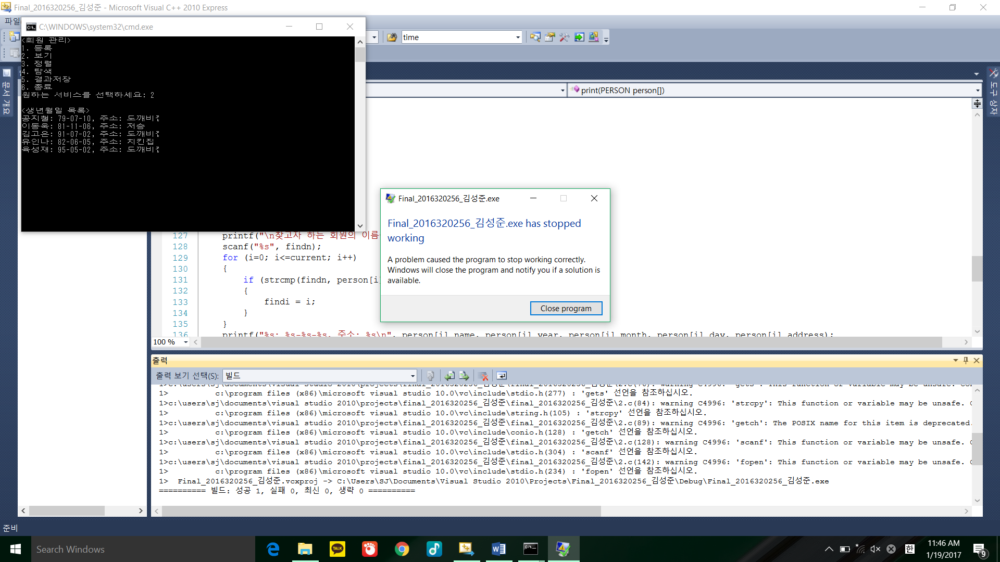 Final_2016320256_김성준 - Microsoft Visual C++ 2010 Express
C:\WINDOWS\system32\cmd.exe
<회원 관리>
1. 등록
2. 보기
3. 정렬
4. 탐색
5. 결과저장
6. 종료
원하는 서비스를 선택하세요: 2
<생년월일 목록>
공지철: 79-07-10, 주소: 도깨비집
이동욱: 81-11-06, 주소: 저승
김고은: 91-07-02, 주소: 도깨비집
유인나: 82-06-05, 주소: 치킨집
육성재: 95-05-02, 주소: 도깨비집
time
print(PERSON person[])
문서 개요
도구 상자
127 printf("\n찾고자 하는 회원의 이름
128 scanf("%s", findn);
129 for (i=0; i<=current; i++)
130 {
131 if (strcmp(findn, person[i]
132 {
133 findi = i;
134 }
135 }
136 printf("%s: %s-%s-%s, 주소: %s\n", person[i].name, person[i].year, person[i].month, person[i].day, person[i].address);
100 %
Final_2016320256_김성준.exe
Final_2016320256_김성준.exe has stopped
working
A problem caused the program to stop working correctly.
Windows will close the program and notify you if a solution is
available.
Close program
출력
출력 보기 선택(S): 빌드
1>c:\users\sj\documents\visual studio 2010\projects\final_2016320256_김성준\final_2016320256_김성준\2.c(76): warning C4996: 'gets': This function or variable may be unsafe. Con
1> c:\program files (x86)\microsoft visual studio 10.0\vc\include\stdio.h(277) : 'gets' 선언을 참조하십시오.
1>c:\users\sj\documents\visual studio 2010\projects\final_2016320256_김성준\final_2016320256_김성준\2.c(84): warning C4996: 'strcpy': This function or variable may be unsafe.
1> c:\program files (x86)\microsoft visual studio 10.0\vc\include\string.h(105) : 'strcpy' 선언을 참조하십시오.
1>c:\users\sj\documents\visual studio 2010\projects\final_2016320256_김성준\final_2016320256_김성준\2.c(89): warning C4996: 'getch': The POSIX name for this item is deprecated.
1> c:\program files (x86)\microsoft visual studio 10.0\vc\include\conio.h(128) : 'getch' 선언을 참조하십시오.
1>c:\users\sj\documents\visual studio 2010\projects\final_2016320256_김성준\final_2016320256_김성준\2.c(128): warning C4996: 'scanf': This function or variable may be unsafe.
1> c:\program files (x86)\microsoft visual studio 10.0\vc\include\stdio.h(304) : 'scanf' 선언을 참조하십시오.
1>c:\users\sj\documents\visual studio 2010\projects\final_2016320256_김성준\final_2016320256_김성준\2.c(142): warning C4996: 'fopen': This function or variable may be unsafe.
1> c:\program files (x86)\microsoft visual studio 10.0\vc\include\stdio.h(234) : 'fopen' 선언을 참조하십시오.
1> Final_2016320256_김성준.vcxproj -> C:\Users\SJ\Documents\Visual Studio 2010\Projects\Final_2016320256_김성준\Debug\Final_2016320256_김성준.exe
========== 빌드: 성공 1, 실패 0, 최신 0, 생략 0 ==========
준비
Search Windows
TALK
한
11:46 AM
1/19/2017
9